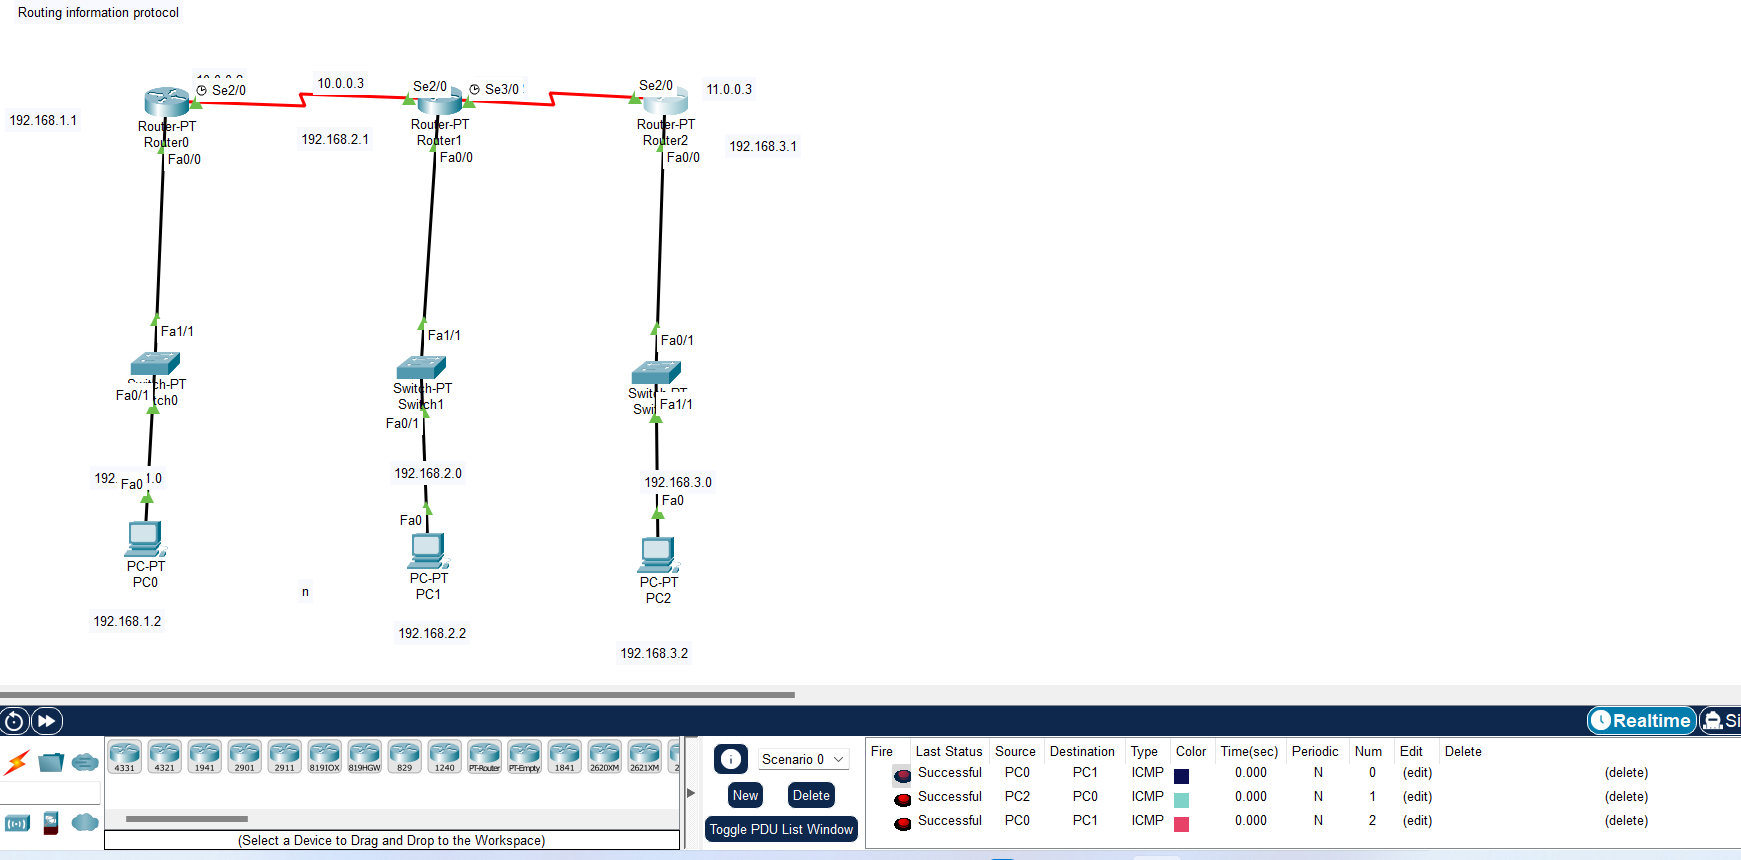 Routing information protocol
Se2/0
10.0.0.3
Se2/0
Se3/0
Se2/0
11.0.0.3
192.168.1.1
Router-PT
Router0
Fa0/0
192.168.2.1
Router-PT
Router1
Fa0/0
Router-PT
Router2
Fa0/0
192.168.3.1
Fa1/1
Fa1/1
Fa0/1
Fa0/1
Switch-PT
Switch1
Fa0/1
Fa1/1
192.
1.0
Fa0
192.168.2.0
Fa0
192.168.3.0
Fa0
PC-PT
PC0
PC-PT
PC1
PC-PT
PC2
n
192.168.1.2
192.168.2.2
192.168.3.2
Realtime
4331
4321
1941
2901
2911
819IOX
819HGW
829
1240
PT-Router
PT-Empty
1841
2620XM
2621XM
(Select a Device to Drag and Drop to the Workspace)
Scenario 0
New
Delete
Toggle PDU List Window
Fire Last Status Source Destination Type Color Time(sec) Periodic Num Edit Delete
Successful PC0 PC1 ICMP 0.000 N 0 (edit) (delete)
Successful PC2 PC0 ICMP 0.000 N 1 (edit) (delete)
Successful PC0 PC1 ICMP 0.000 N 2 (edit) (delete)